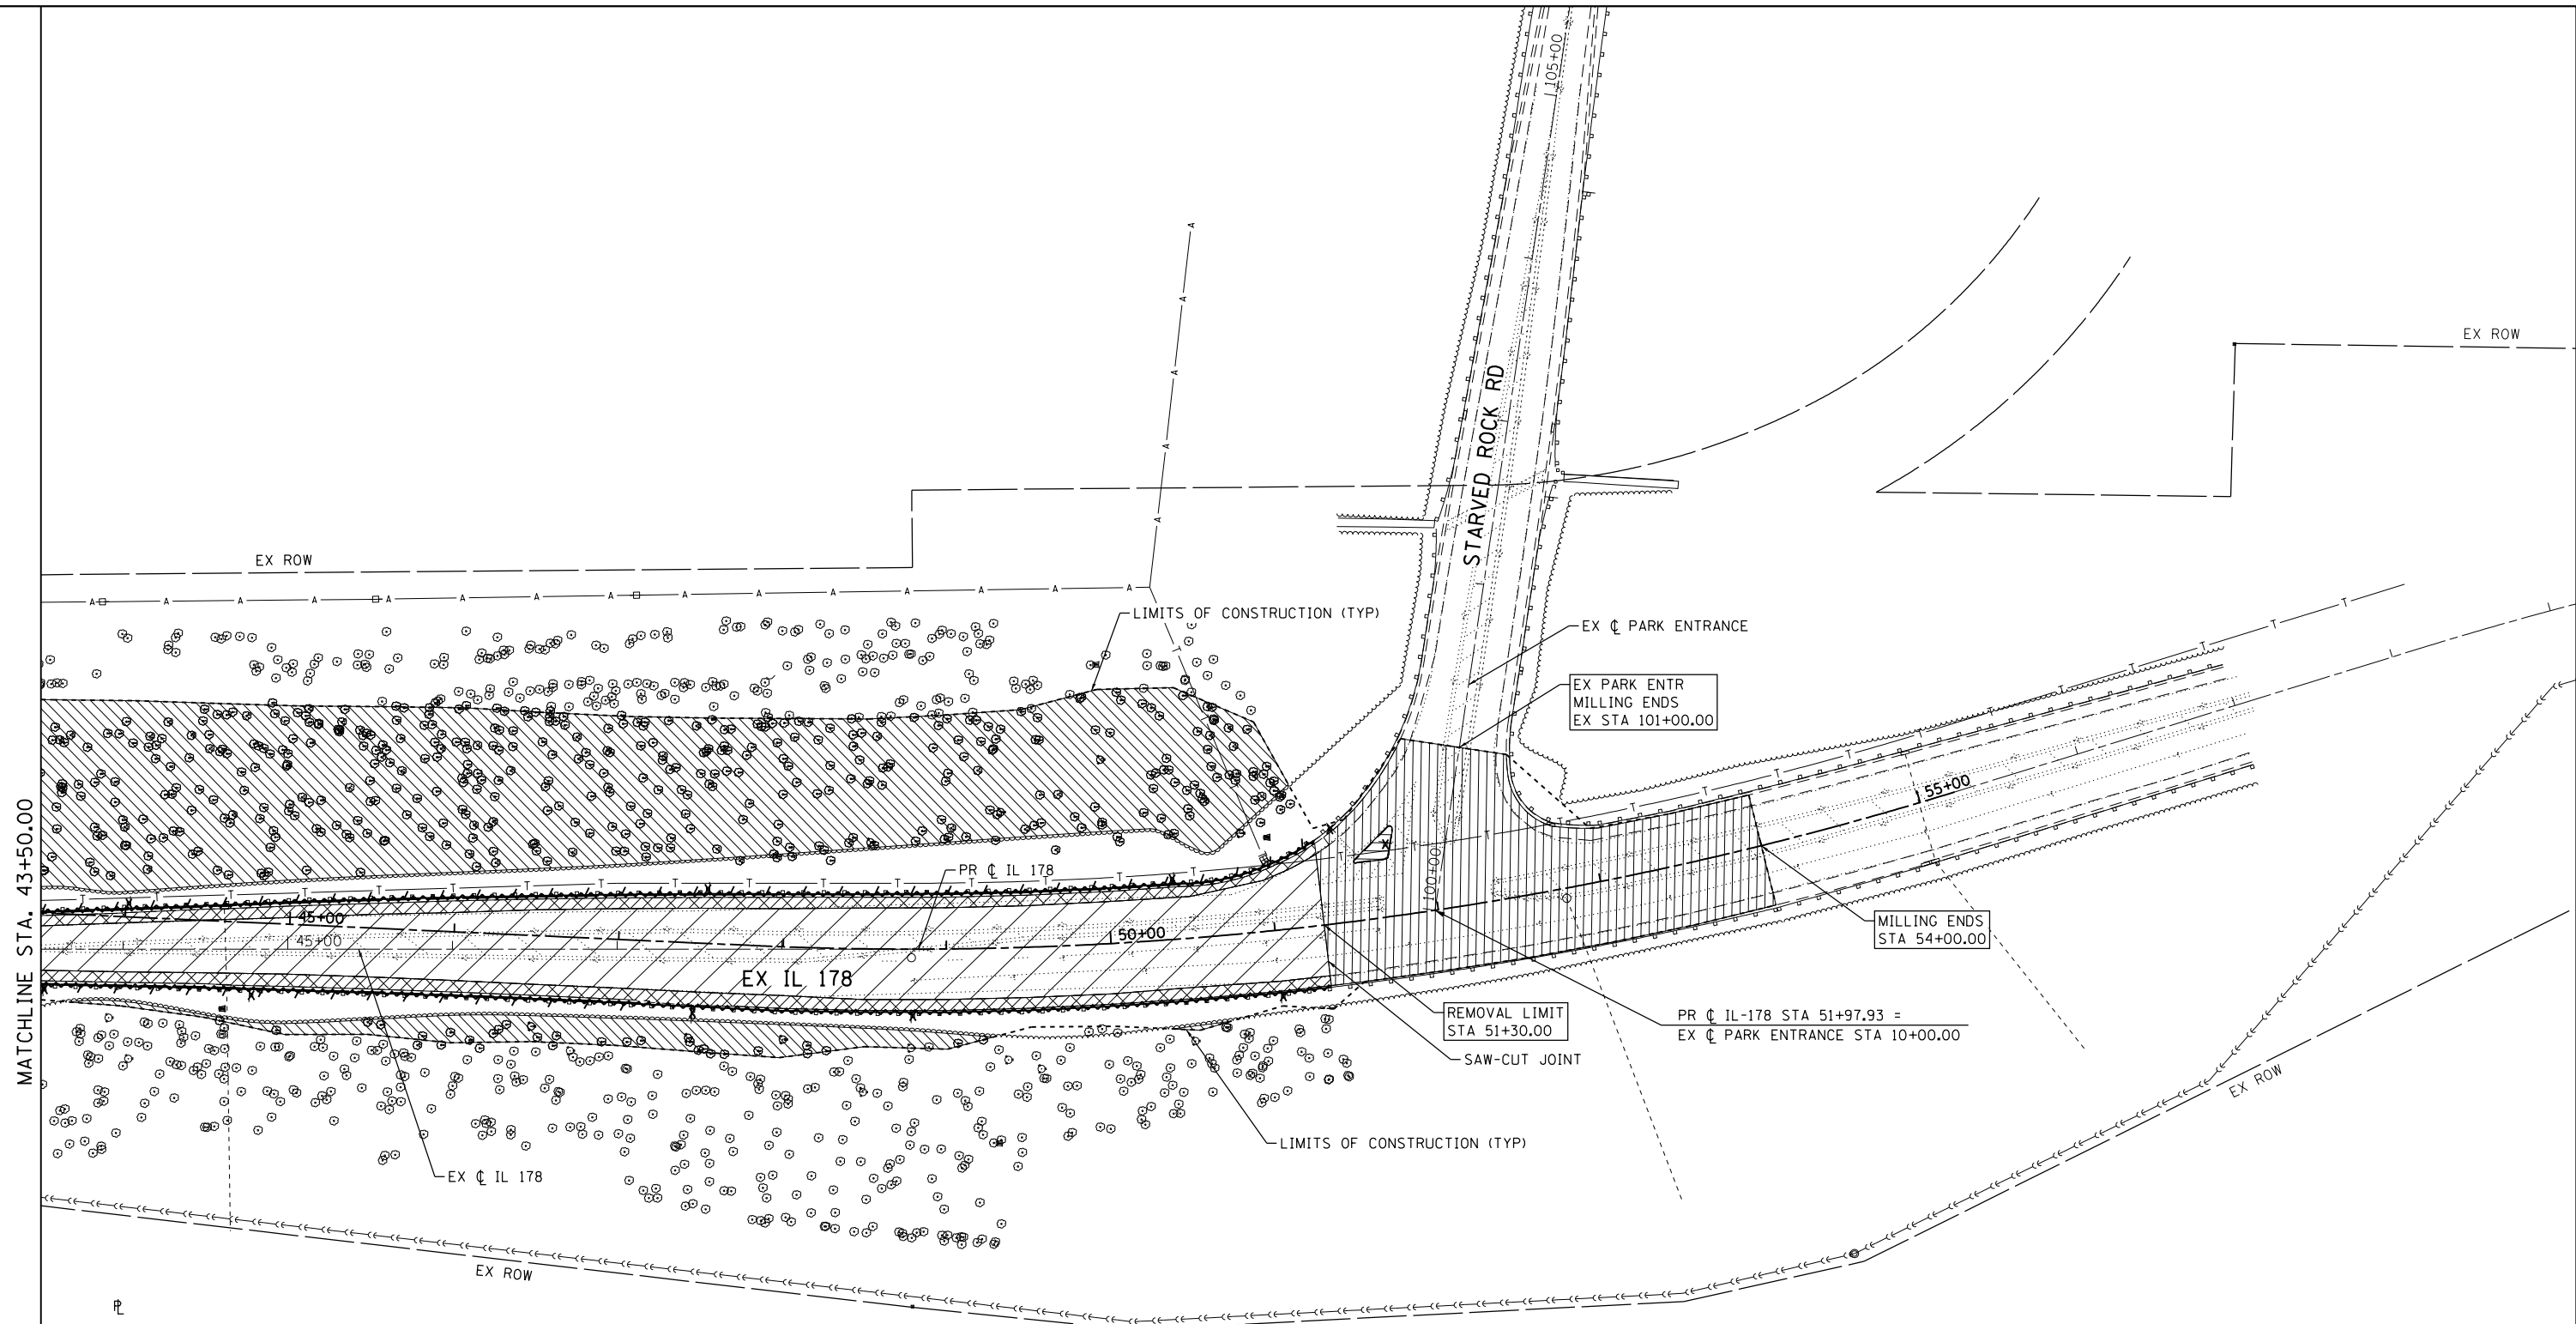 105+00
EX ROW
STARVED ROCK RD
EX ROW
LIMITS OF CONSTRUCTION (TYP)
EX ℄ PARK ENTRANCE
EX PARK ENTR
MILLING ENDS
EX STA 101+00.00
MATCHLINE STA. 43+50.00
55+00
PR ℄ IL 178
100+00
45+00
45+00
50+00
MILLING ENDS
STA 54+00.00
EX IL 178
REMOVAL LIMIT
STA 51+30.00
PR ℄ IL-178 STA 51+97.93 =
EX ℄ PARK ENTRANCE STA 10+00.00
SAW-CUT JOINT
EX ROW
LIMITS OF CONSTRUCTION (TYP)
EX ℄ IL 178
EX ROW